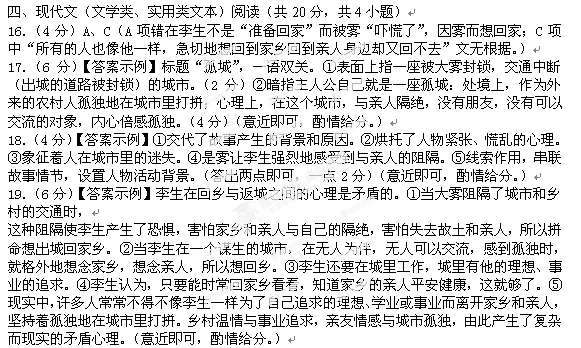 四、现代文（文学类、实用类文本）阅读（共 20 分，共 4 小题）
16.（4 分）A、C（A 项错在李生不是“准备回家”而被雾“吓慌了”，因雾而想回家；C 项
中“所有的人也像他一样，急切地想回到家乡回到亲人身边却又回不去”文无根据。）
17.（6 分）【答案示例】标题“孤城”，一语双关。①表面上指一座被大雾封锁，交通中断
（出城的道路被封锁）的城市。（2 分）②暗指主人公自己就是一座孤城：处境上，作为外
来的农村人孤独地在城市里打拼；心理上，在这个城市，与亲人隔绝，没有朋友，没有可以
交流的对象，内心倍感孤独。（4 分）（意近即可，酌情给分。）
18.（4 分）【答案示例】①交代了故事产生的背景和原因。②烘托了人物紧张、慌乱的心理。
③象征着人在城市里的迷失。④是雾让李生强烈地感受到与亲人的阻隔。⑤线索作用，串联
故事情节，设置人物活动背景。（答出两点即可，一点 2 分）（意近即可，酌情给分。）
19.（6 分）【答案示例】李生在回乡与返城之间的心理是矛盾的。①当大雾阻隔了城市和乡
村的交通时，
这种阻隔使李生产生了恐惧，害怕家乡和亲人与自己的隔绝，害怕失去故土和亲人，所以拼
命想出城回家乡。②当李生在一个谋生的城市，在无人为伴，无人可以交流，感到孤独时，
就格外地想念家乡，想念亲人，所以想回乡。③李生还要在城里工作，城里有他的理想、事
业的追求。④李生认为，只要能时常回家乡看看，知道家乡的亲人平安健康，这就够了。⑤
现实中，许多人常常不得不像李生一样为了自己追求的理想、学业或事业而离开家乡和亲人，
坚持着孤独地在城市里打拼。乡村温情与事业追求，亲友情感与城市孤独，由此产生了复杂
而现实的矛盾心理。（意近即可，酌情给分。）